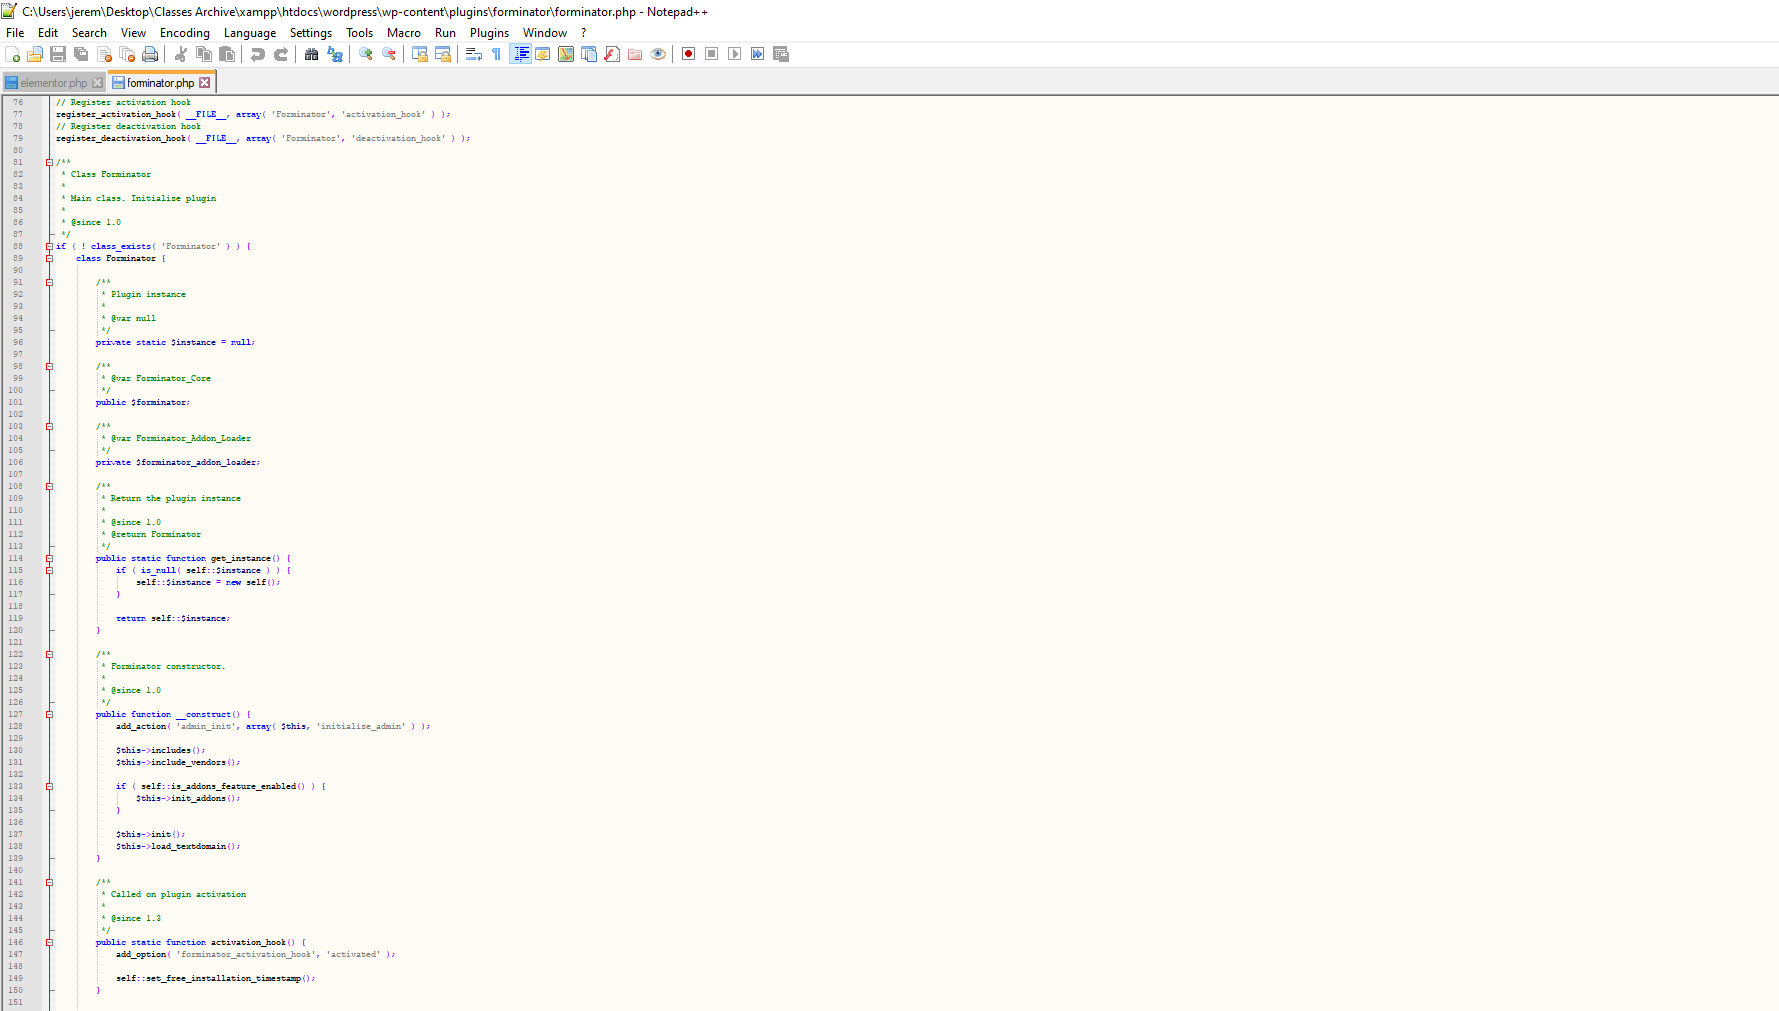 C:\Users\jerem\Desktop\Classes Archive\xampp\htdocs\wordpress\wp-content\plugins\forminator\forminator.php - Notepad++
File Edit Search View Encoding Language Settings Tools Macro Run Plugins Window ?
elementor.php forminator.php
76 // Register activation hook
77 register_activation_hook( __FILE__, array( 'Forminator', 'activation_hook' ) );
78 // Register deactivation hook
79 register_deactivation_hook( __FILE__, array( 'Forminator', 'deactivation_hook' ) );
80
81 /**
82 * Class Forminator
83 *
84 * Main class. Initialise plugin
85 *
86 * @since 1.0
87 */
88 if ( ! class_exists( 'Forminator' ) ) {
89 class Forminator {
90
91 /**
92 * Plugin instance
93 *
94 * @var null
95 */
96 private static $instance = null;
97
98 /**
99 * @var Forminator_Core
100 */
101 public $forminator;
102
103 /**
104 * @var Forminator_Addon_Loader
105 */
106 private $forminator_addon_loader;
107
108 /**
109 * Return the plugin instance
110 *
111 * @since 1.0
112 * @return Forminator
113 */
114 public static function get_instance() {
115 if ( is_null( self::$instance ) ) {
116 self::$instance = new self();
117 }
118
119 return self::$instance;
120 }
121
122 /**
123 * Forminator constructor.
124 *
125 * @since 1.0
126 */
127 public function __construct() {
128 add_action( 'admin_init', array( $this, 'initialise_admin' ) );
129
130 $this->includes();
131 $this->include_vendors();
132
133 if ( self::is_addons_feature_enabled() ) {
134 $this->init_addons();
135 }
136
137 $this->init();
138 $this->load_textdomain();
139 }
140
141 /**
142 * Called on plugin activation
143 *
144 * @since 1.3
145 */
146 public static function activation_hook() {
147 add_option( 'forminator_activation_hook', 'activated' );
148
149 self::set_free_installation_timestamp();
150 }
151